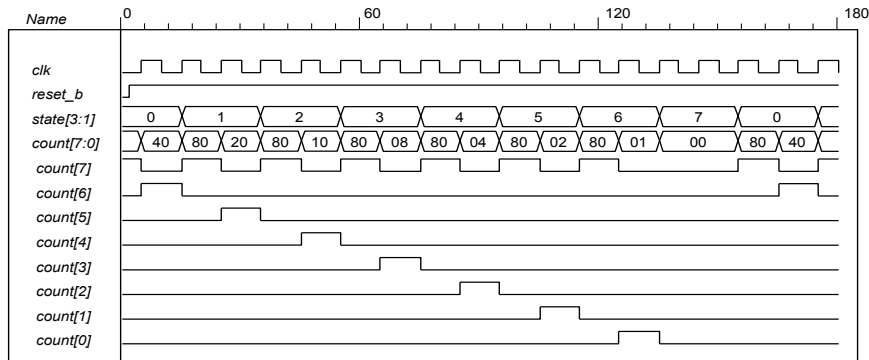 Name 0 60 120 180
clk
reset_b
state[3:1] 0 1 2 3 4 5 6 7 0
count[7:0] 40 80 20 80 10 80 08 80 04 80 02 80 01 00 80 40
count[7]
count[6]
count[5]
count[4]
count[3]
count[2]
count[1]
count[0]